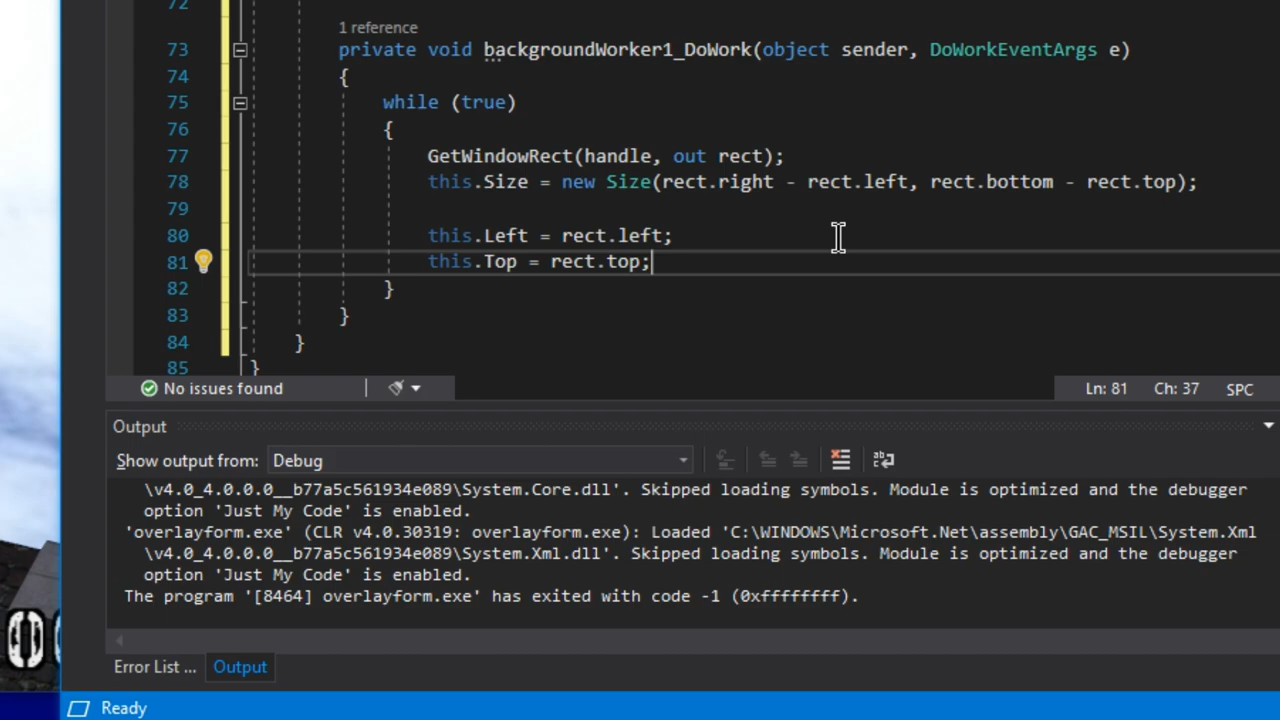 72
1 reference
73 private void backgroundWorker1_DoWork(object sender, DoWorkEventArgs e)
74 {
75 while (true)
76 {
77 GetWindowRect(handle, out rect);
78 this.Size = new Size(rect.right - rect.left, rect.bottom - rect.top);
79
80 this.Left = rect.left;
81 this.Top = rect.top;
82 }
83 }
84 }
85 }
No issues found Ln: 81 Ch: 37 SPC
Output
Show output from: Debug
\v4.0_4.0.0.0__b77a5c561934e089\System.Core.dll'. Skipped loading symbols. Module is optimized and the debugger
option 'Just My Code' is enabled.
'overlayform.exe' (CLR v4.0.30319: overlayform.exe): Loaded 'C:\WINDOWS\Microsoft.Net\assembly\GAC_MSIL\System.Xml
\v4.0_4.0.0.0__b77a5c561934e089\System.Xml.dll'. Skipped loading symbols. Module is optimized and the debugger
option 'Just My Code' is enabled.
The program '[8464] overlayform.exe' has exited with code -1 (0xffffffff).
Error List ... Output
Ready